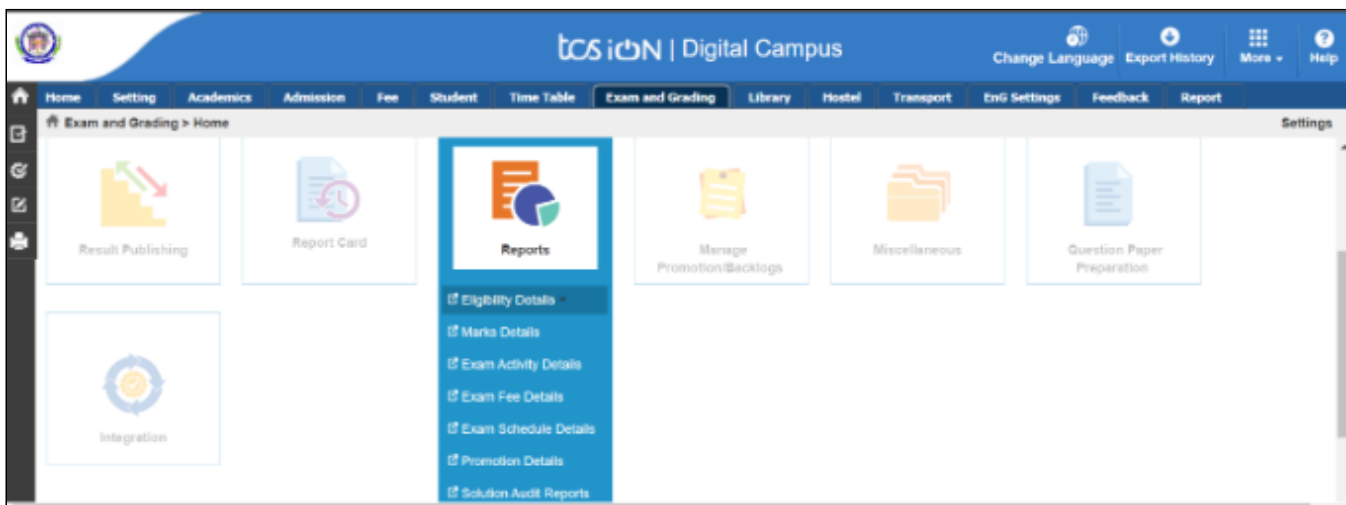 tcs iON | Digital Campus
Change Language Export History More Help
Home Setting Academics Admission Fee Student Time Table Exam and Grading Library Hostel Transport EnG Settings Feedback Report
Exam and Grading > Home Settings
Result Publishing
Report Card
Reports
Manage
Promotion/Backlogs
Miscellaneous
Question Paper
Preparation
Eligibility Details
Marks Details
Exam Activity Details
Exam Fee Details
Exam Schedule Details
Promotion Details
Solution Audit Reports
Integration